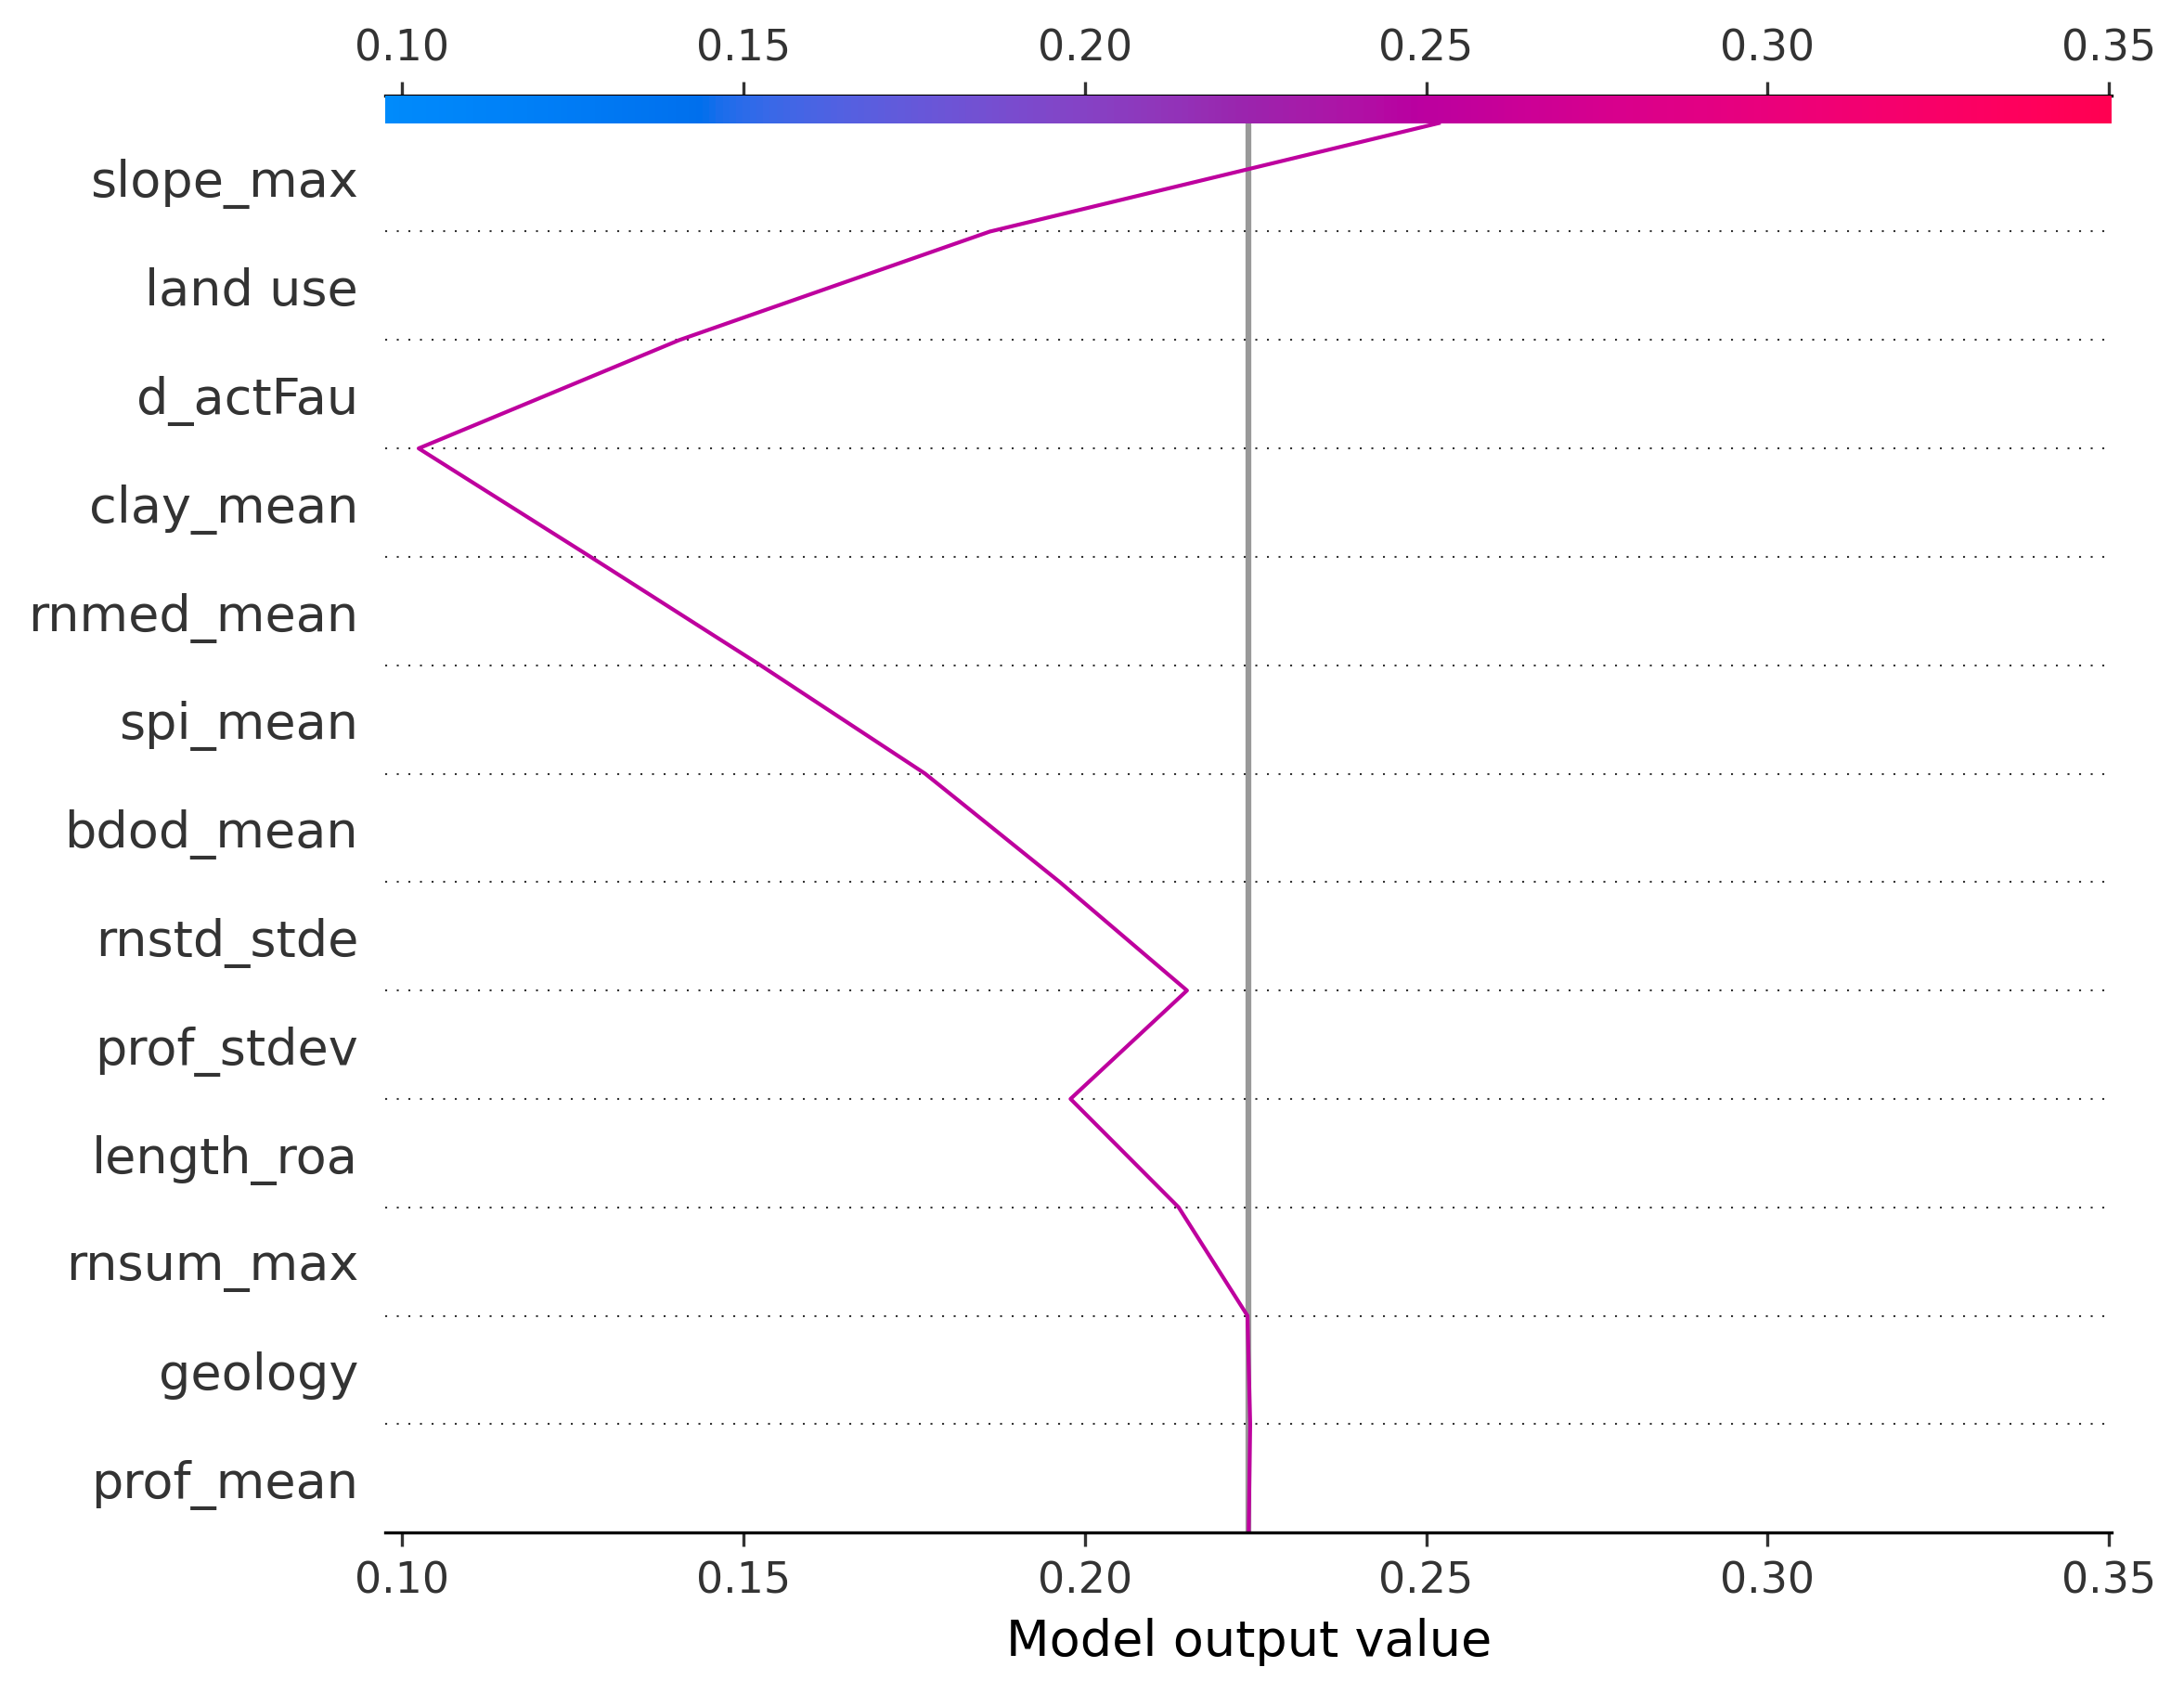 0.10 0.15 0.20 0.25 0.30 0.35
slope_max
land use
d_actFau
clay_mean
rnmed_mean
spi_mean
bdod_mean
rnstd_stde
prof_stdev
length_roa
rnsum_max
geology
prof_mean
0.10 0.15 0.20 0.25 0.30 0.35
Model output value